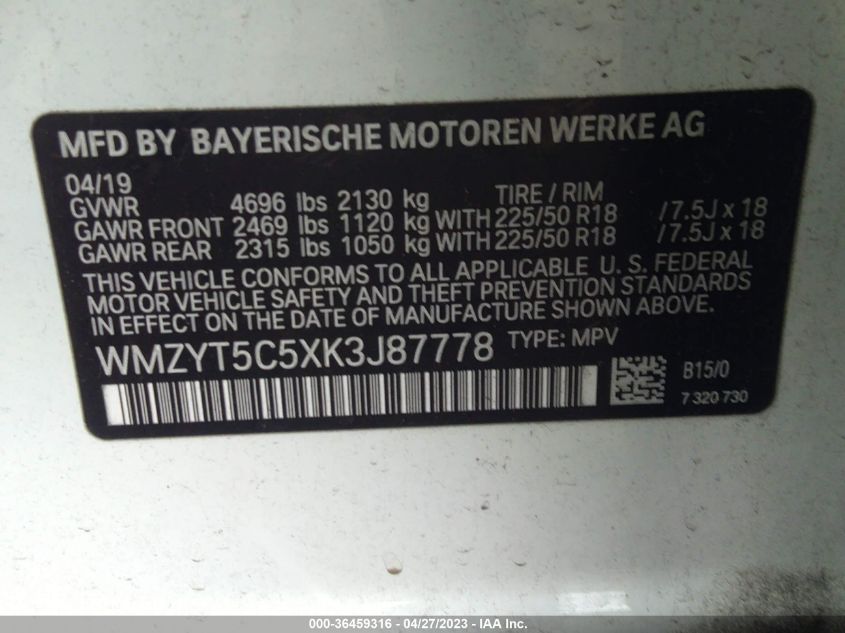 MFD BY BAYERISCHE MOTOREN WERKE AG
04/19
GVWR 4696 lbs 2130 kg TIRE / RIM
GAWR FRONT 2469 lbs 1120 kg WITH 225/50 R18 / 7.5J x 18
GAWR REAR 2315 lbs 1050 kg WITH 225/50 R18 / 7.5J x 18
THIS VEHICLE CONFORMS TO ALL APPLICABLE U. S. FEDERAL
MOTOR VEHICLE SAFETY AND THEFT PREVENTION STANDARDS
IN EFFECT ON THE DATE OF MANUFACTURE SHOWN ABOVE.
WMZYT5C5XK3J87778 TYPE: MPV
B15/0
7 320 730
000-36459316 - 04/27/2023 - IAA Inc.